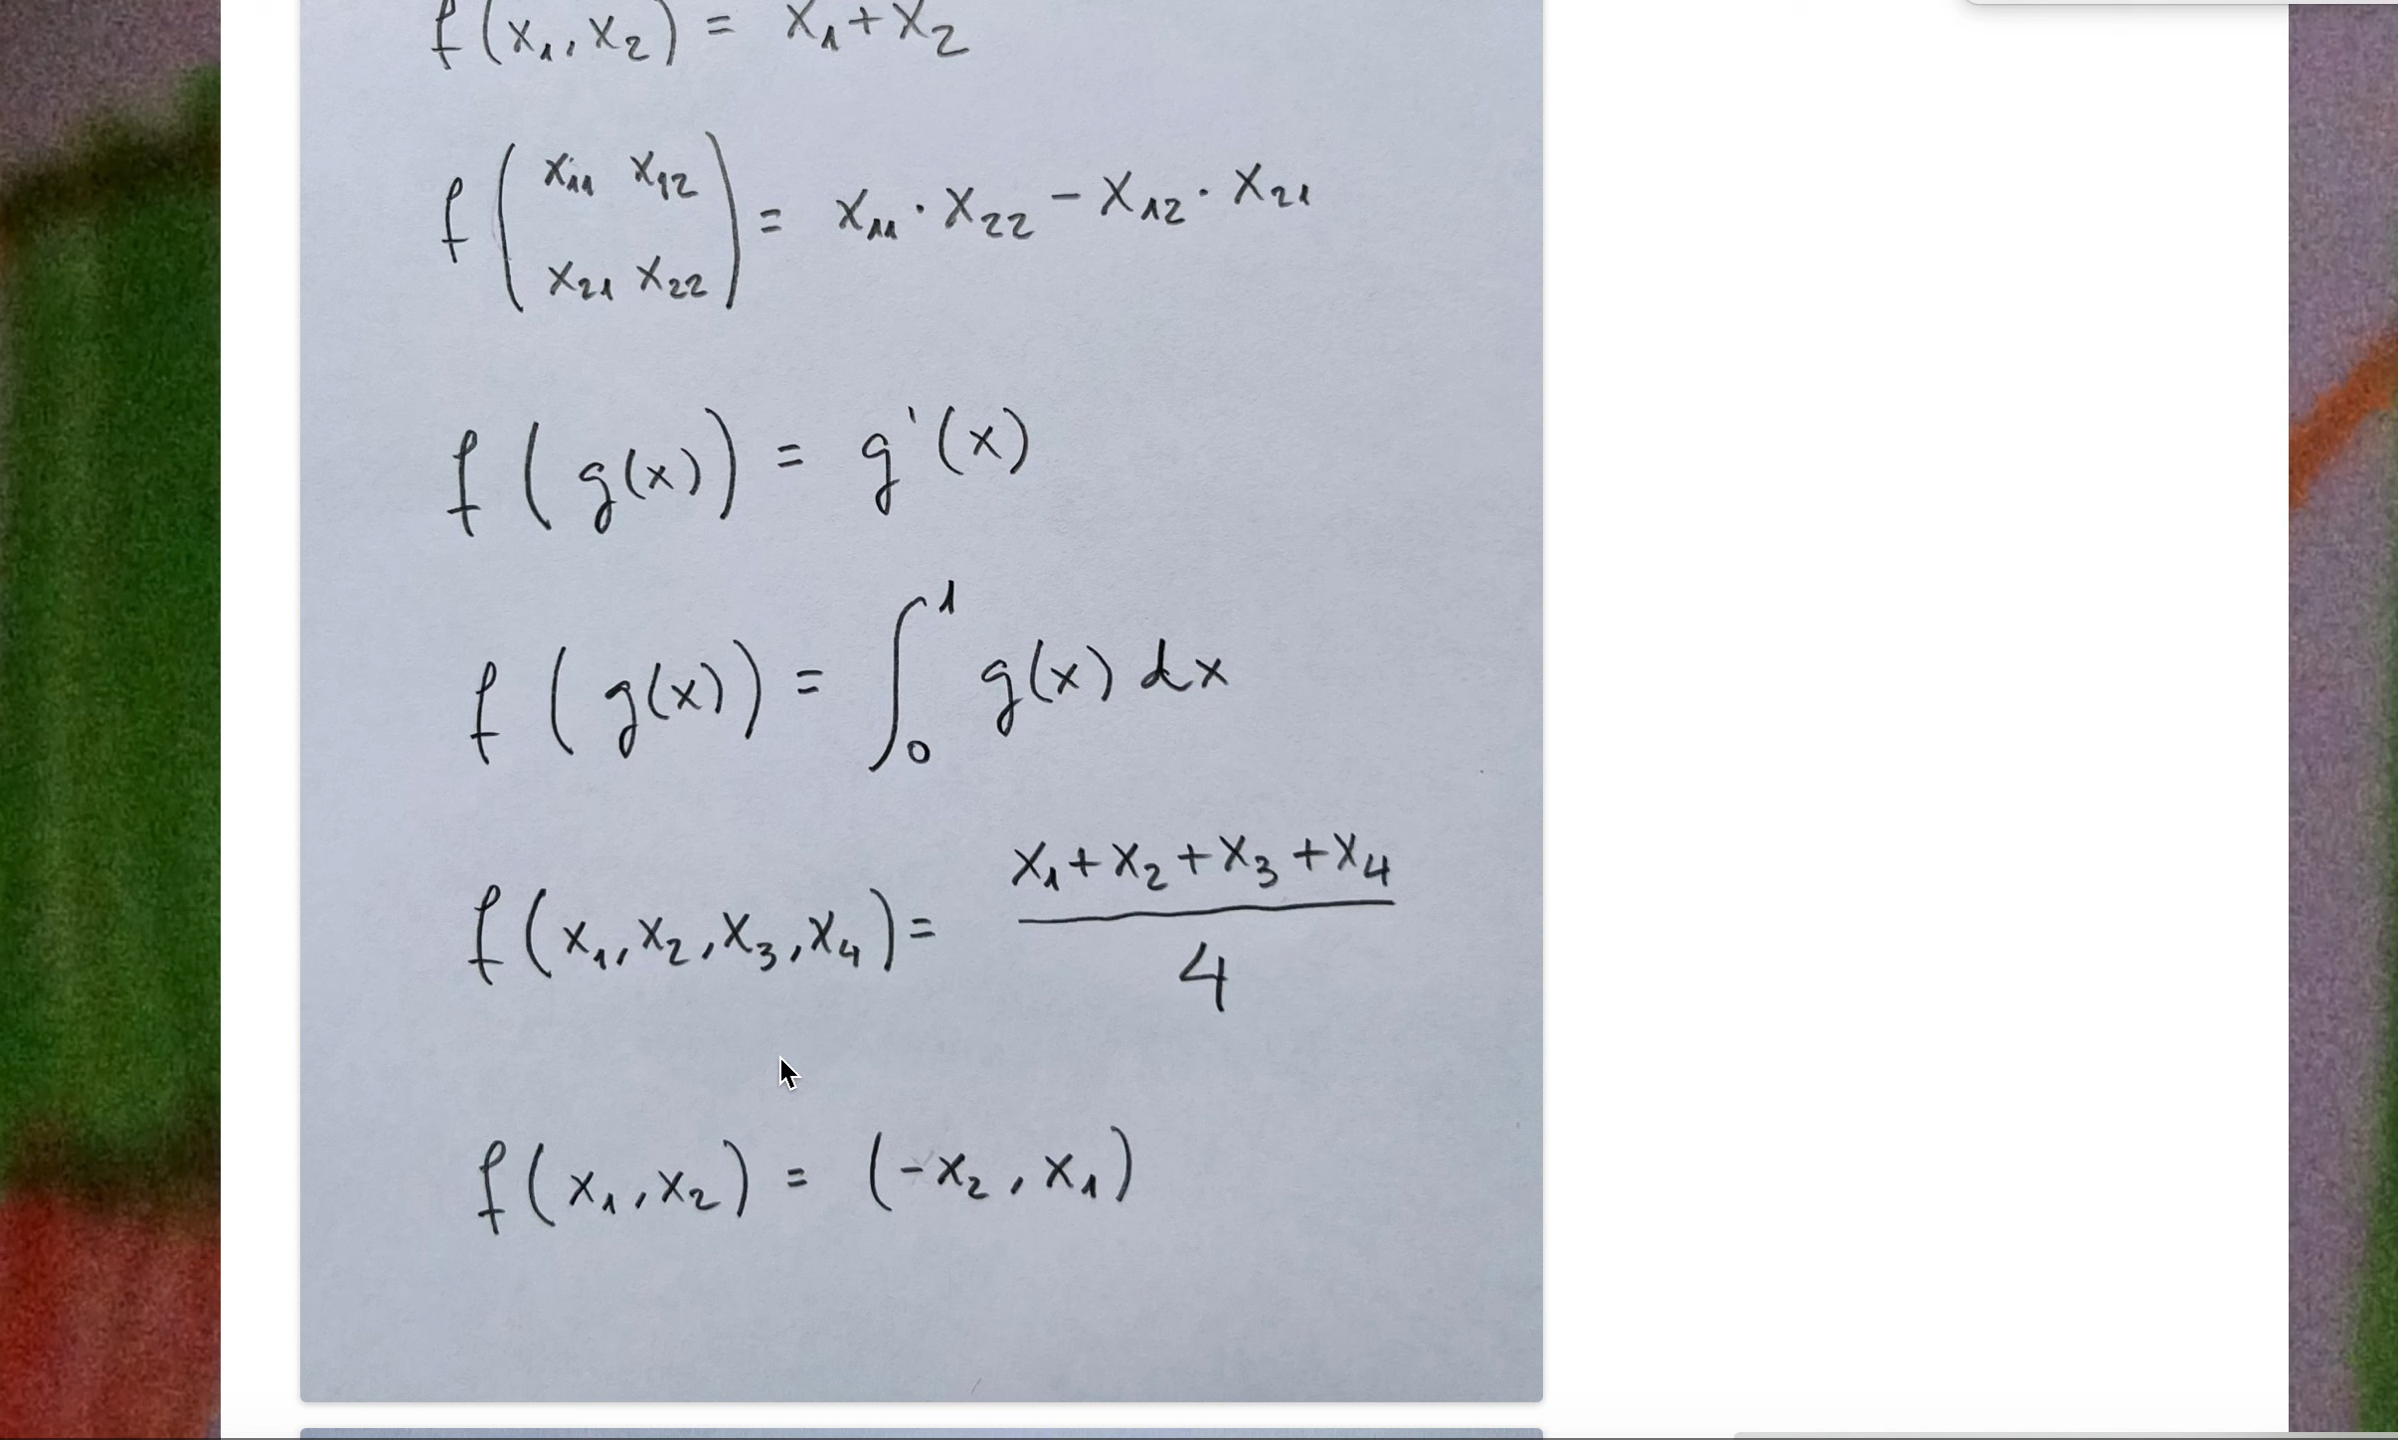 f(x₁, x₂) = x₁ + x₂
f(x₁₁ x₁₂
x₂₁ x₂₂) = x₁₁ · x₂₂ − x₁₂ · x₂₁
f(g(x)) = g'(x)
f(g(x)) = ∫₀¹ g(x) dx
f(x₁, x₂, x₃, x₄) = x₁ + x₂ + x₃ + x₄
4
f(x₁, x₂) = (−x₂, x₁)